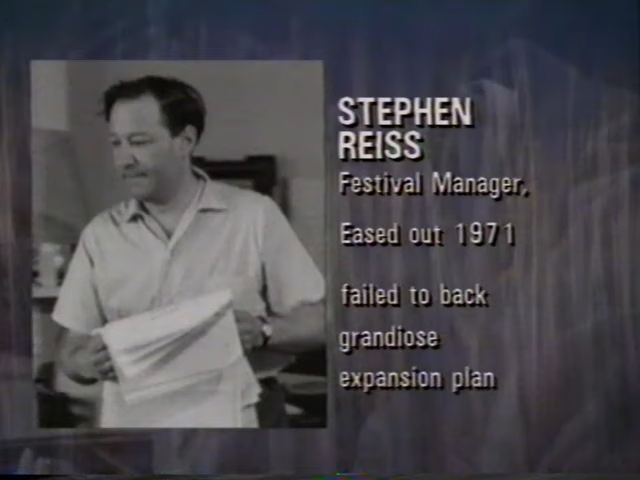 STEPHEN
REISS
Festival Manager,
Eased out 1971
failed to back
grandiose
expansion plan